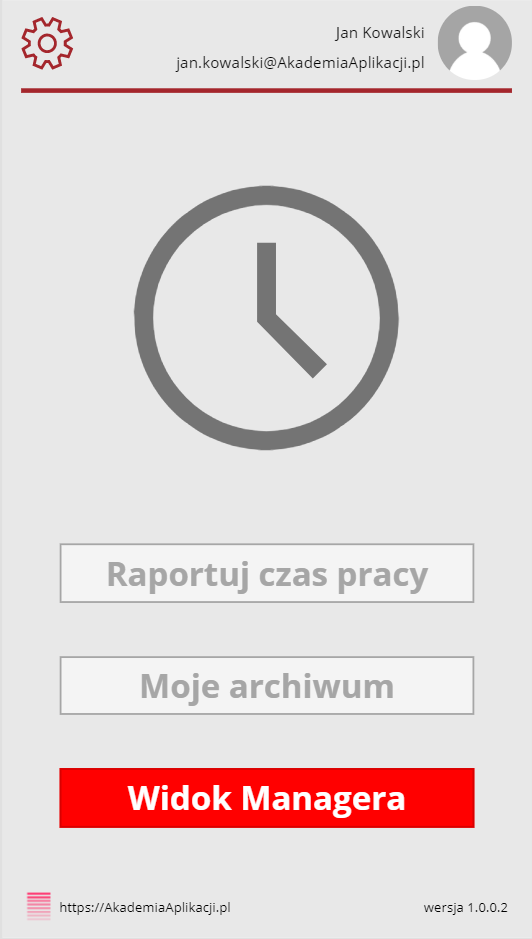 Jan Kowalski
jan.kowalski@AkademiaAplikacji.pl
Raportuj czas pracy
Moje archiwum
Widok Managera
https://AkademiaAplikacji.pl
wersja 1.0.0.2